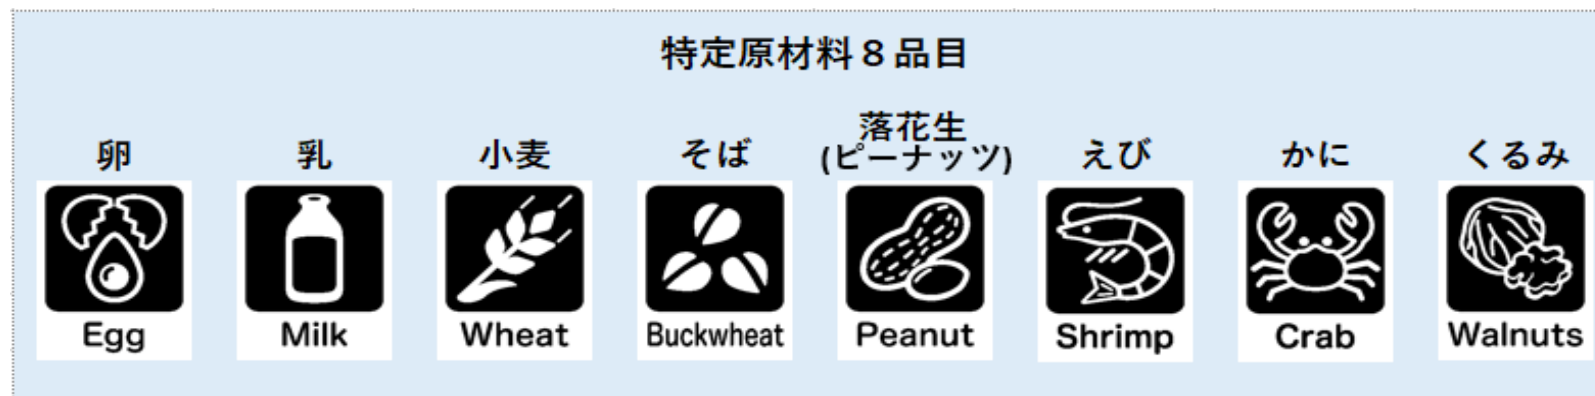 特定原材料８品目
卵
乳
小麦
そば
落花生
(ピーナッツ)
えび
かに
くるみ
Egg
Milk
Wheat
Buckwheat
Peanut
Shrimp
Crab
Walnuts